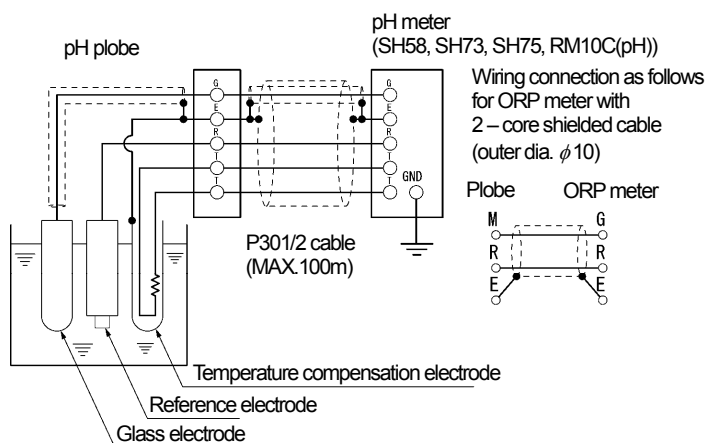 pH plobe
pH meter
(SH58, SH73, SH75, RM10C(pH))
Wiring connection as follows
for ORP meter with
2 – core shielded cable
(outer dia. ϕ 10)
G
E
R
T
T
G
E
R
T
T
GND
P301/2 cable
(MAX.100m)
Plobe
ORP meter
M
G
R
R
E
E
Temperature compensation electrode
Reference electrode
Glass electrode